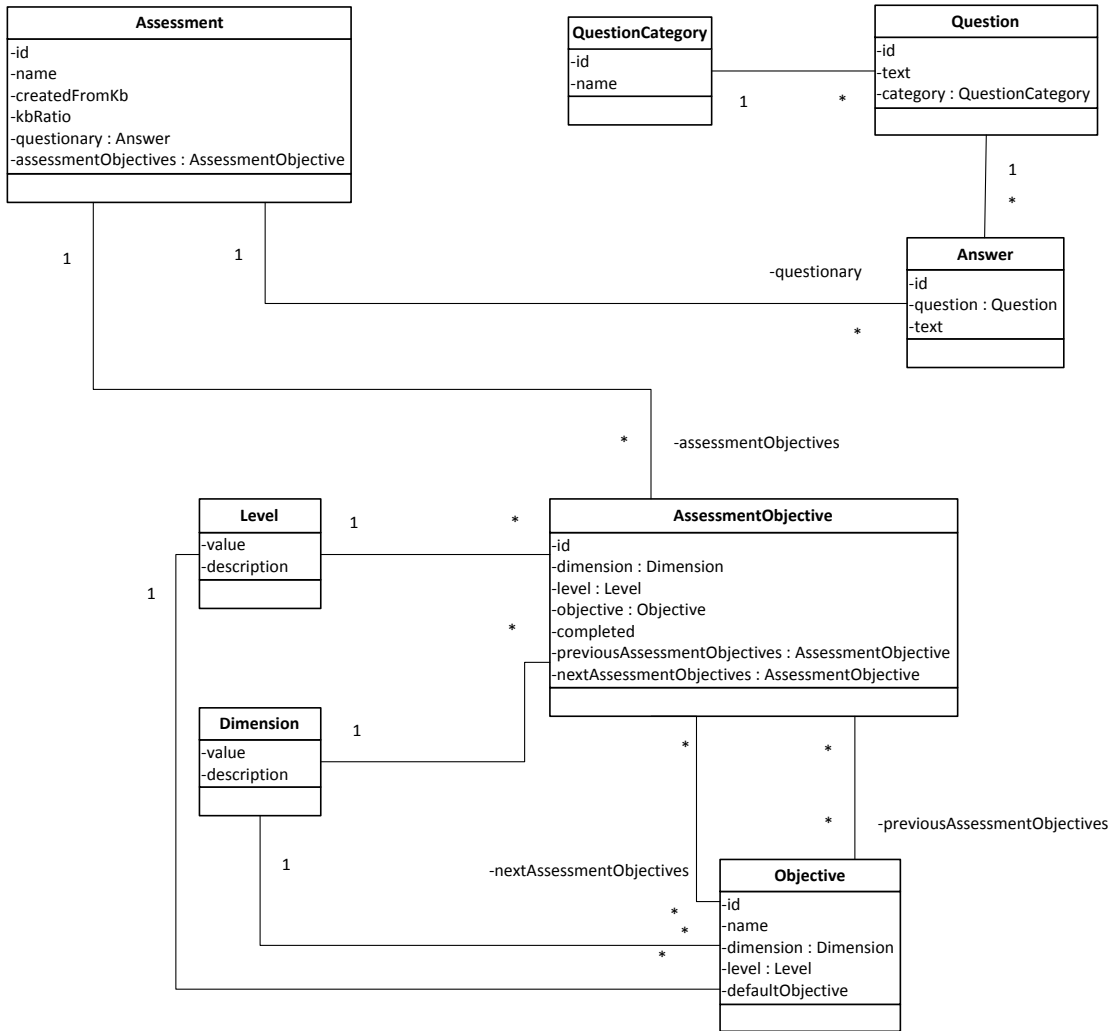 Assessment
-id
-name
-createdFromKb
-kbRatio
-questionary : Answer
-assessmentObjectives : AssessmentObjective
QuestionCategory
-id
-name
Question
-id
-text
-category : QuestionCategory
1
*
1
*
1
1
-questionary
*
Answer
-id
-question : Question
-text
*
-assessmentObjectives
Level
-value
-description
1
*
1
AssessmentObjective
-id
-dimension : Dimension
-level : Level
-objective : Objective
-completed
-previousAssessmentObjectives : AssessmentObjective
-nextAssessmentObjectives : AssessmentObjective
*
Dimension
-value
-description
1
1
*
*
*
-previousAssessmentObjectives
-nextAssessmentObjectives
*
*
*
Objective
-id
-name
-dimension : Dimension
-level : Level
-defaultObjective